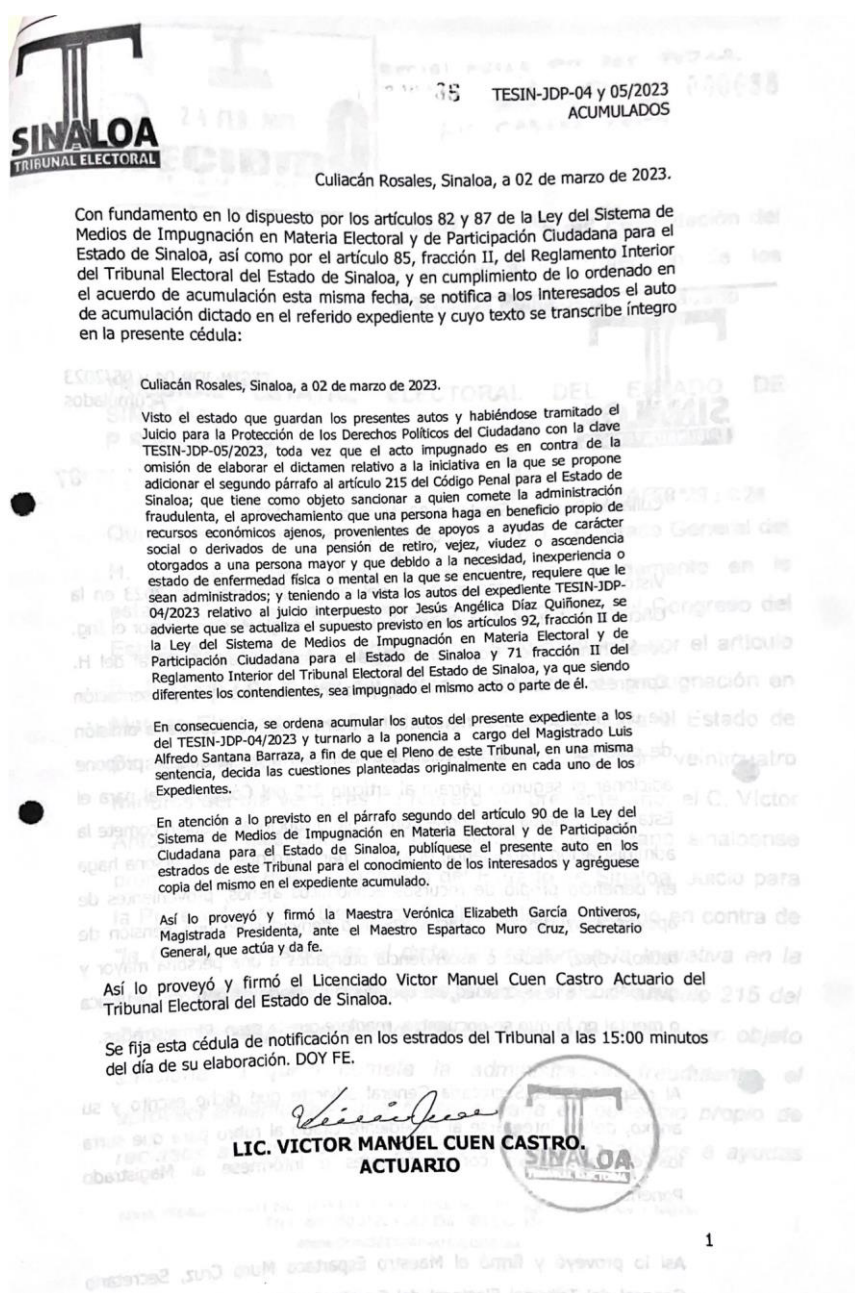 SINALOA
TRIBUNAL ELECTORAL
TESIN-JDP-04 y 05/2023
ACUMULADOS
Culiacán Rosales, Sinaloa, a 02 de marzo de 2023.
Con fundamento en lo dispuesto por los artículos 82 y 87 de la Ley del Sistema de
Medios de Impugnación en Materia Electoral y de Participación Ciudadana para el
Estado de Sinaloa, así como por el artículo 85, fracción II, del Reglamento Interior
del Tribunal Electoral del Estado de Sinaloa, y en cumplimiento de lo ordenado en
el acuerdo de acumulación esta misma fecha, se notifica a los interesados el auto
de acumulación dictado en el referido expediente y cuyo texto se transcribe íntegro
en la presente cédula:
Culiacán Rosales, Sinaloa, a 02 de marzo de 2023.
Visto el estado que guardan los presentes autos y habiéndose tramitado el
Juicio para la Protección de los Derechos Políticos del Ciudadano con la clave
TESIN-JDP-05/2023, toda vez que el acto impugnado es en contra de la
omisión de elaborar el dictamen relativo a la iniciativa en la que se propone
adicionar el segundo párrafo al artículo 215 del Código Penal para el Estado de
Sinaloa; que tiene como objeto sancionar a quien comete la administración
fraudulenta, el aprovechamiento que una persona haga en beneficio propio de
recursos económicos ajenos, provenientes de apoyos a ayudas de carácter
social o derivados de una pensión de retiro, vejez, viudez o ascendencia
otorgados a una persona mayor y que debido a la necesidad, inexperiencia o
estado de enfermedad física o mental en la que se encuentre, requiere que le
sean administrados; y teniendo a la vista los autos del expediente TESIN-JDP-
04/2023 relativo al juicio interpuesto por Jesús Angélica Díaz Quiñonez, se
advierte que se actualiza el supuesto previsto en los artículos 92, fracción II de
la Ley del Sistema de Medios de Impugnación en Materia Electoral y de
Participación Ciudadana para el Estado de Sinaloa y 71 fracción II del
Reglamento Interior del Tribunal Electoral del Estado de Sinaloa, ya que siendo
diferentes los contendientes, sea impugnado el mismo acto o parte de él.
En consecuencia, se ordena acumular los autos del presente expediente a los
del TESIN-JDP-04/2023 y turnarlo a la ponencia a cargo del Magistrado Luis
Alfredo Santana Barraza, a fin de que el Pleno de este Tribunal, en una misma
sentencia, decida las cuestiones planteadas originalmente en cada uno de los
Expedientes.
En atención a lo previsto en el párrafo segundo del artículo 90 de la Ley del
Sistema de Medios de Impugnación en Materia Electoral y de Participación
Ciudadana para el Estado de Sinaloa, publíquese el presente auto en los
estrados de este Tribunal para el conocimiento de los interesados y agréguese
copia del mismo en el expediente acumulado.
Así lo proveyó y firmó la Maestra Verónica Elizabeth García Ontiveros,
Magistrada Presidenta, ante el Maestro Espartaco Muro Cruz, Secretario
General, que actúa y da fe.
Así lo proveyó y firmó el Licenciado Victor Manuel Cuen Castro Actuario del
Tribunal Electoral del Estado de Sinaloa.
Se fija esta cédula de notificación en los estrados del Tribunal a las 15:00 minutos
del día de su elaboración. DOY FE.
LIC. VICTOR MANUEL CUEN CASTRO.
ACTUARIO
SINALOA
TRIBUNAL ELECTORAL
1